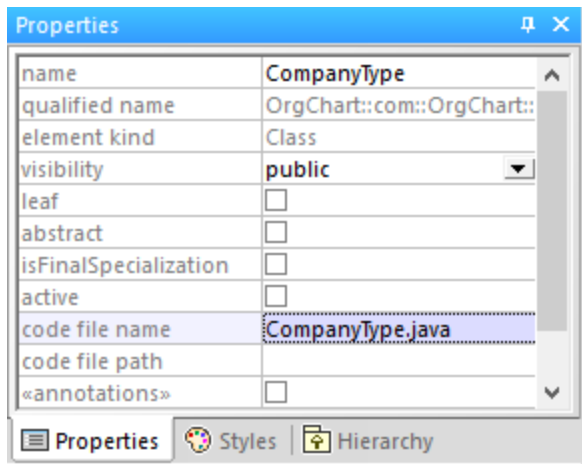 Properties
name CompanyType
qualified name OrgChart::com::OrgChart::
element kind Class
visibility public
leaf
abstract
isFinalSpecialization
active
code file name CompanyType.java
code file path
«annotations»
Properties Styles Hierarchy